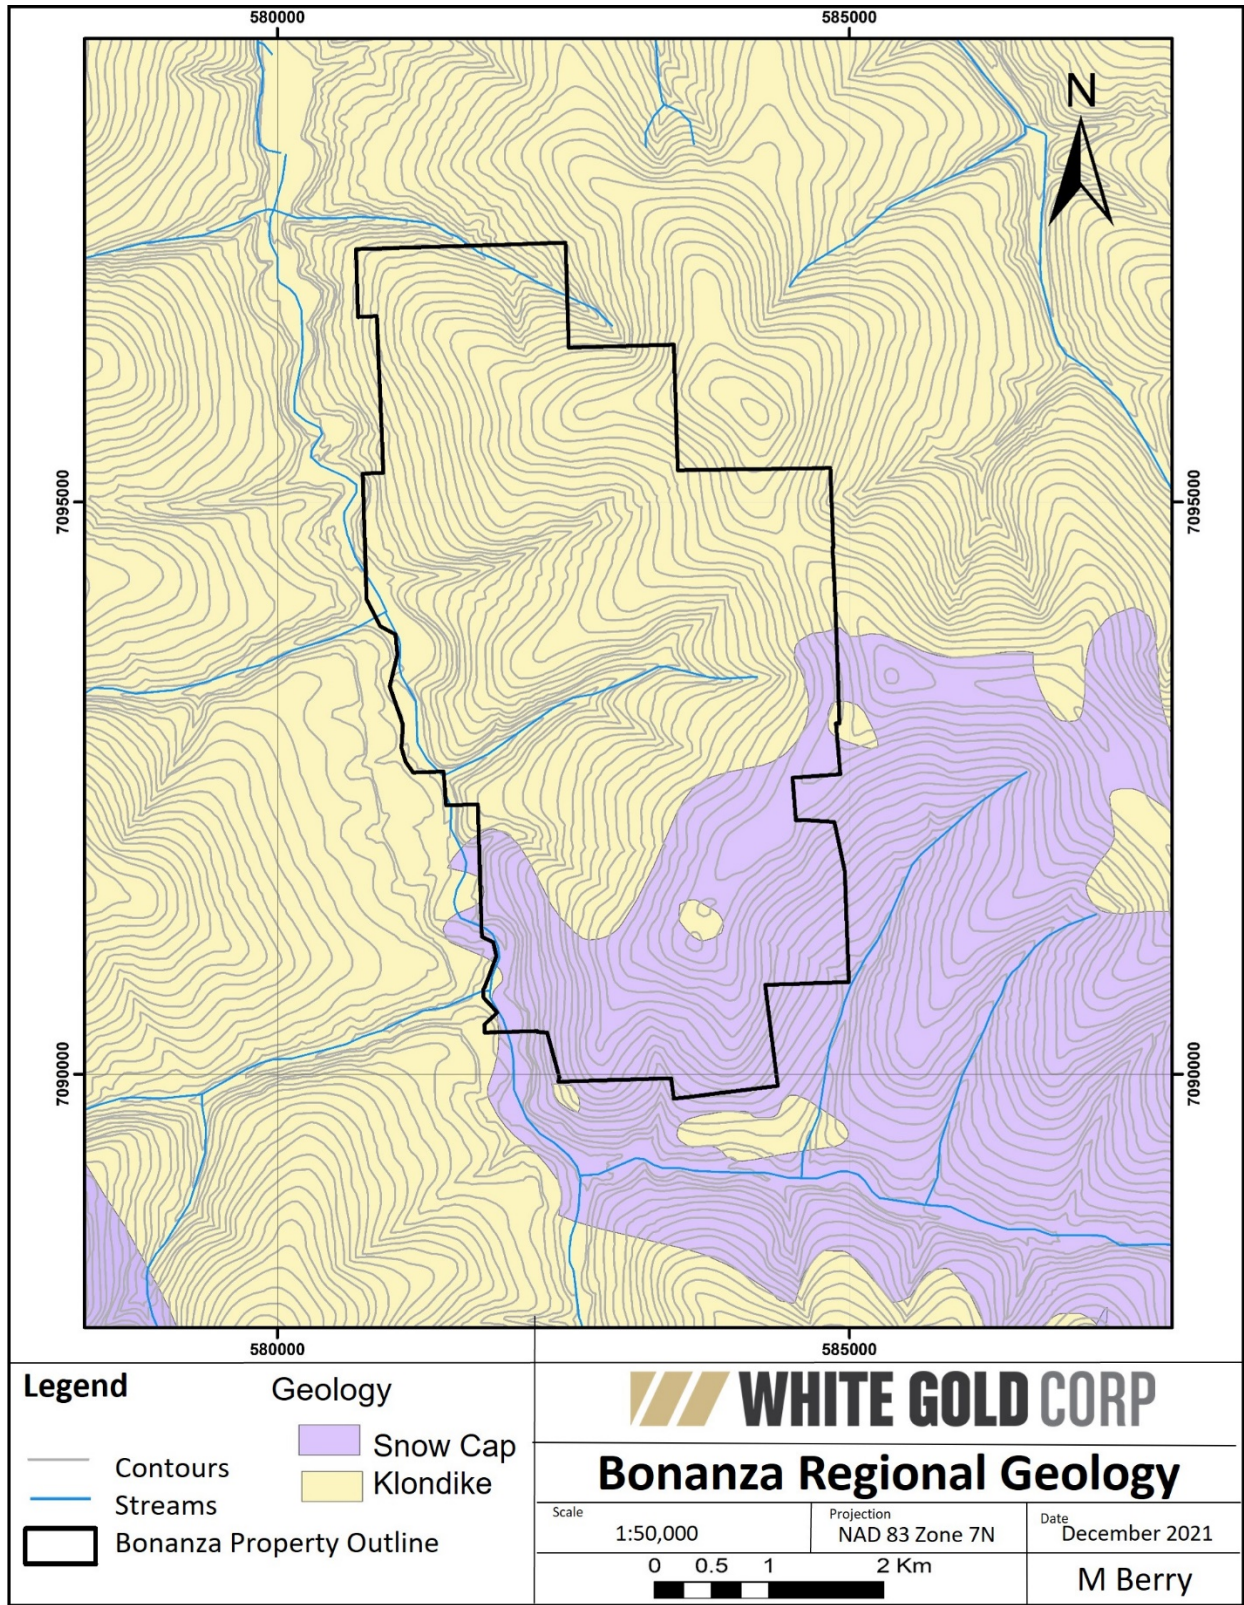 580000 585000
N
7095000 7095000
7090000 7090000
580000 585000
Legend
Geology
Snow Cap
Klondike
Contours
Streams
Bonanza Property Outline
WHITE GOLD CORP
Bonanza Regional Geology
Scale
1:50,000
Projection
NAD 83 Zone 7N
Date
December 2021
0 0.5 1 2 Km
M Berry